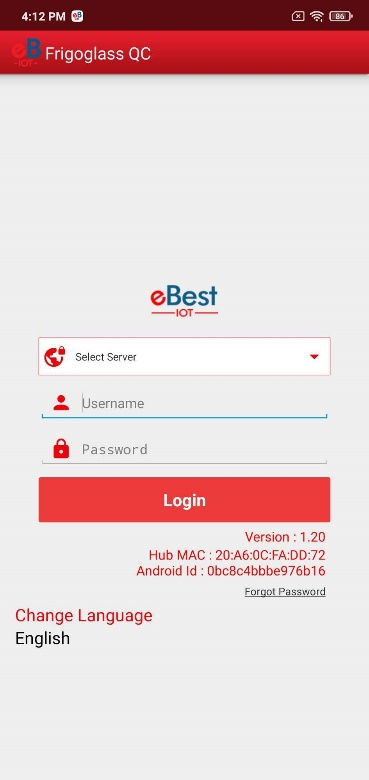 4:12 PM eB 86
eB Frigoglass QC
-IOT-
eBest
IOT
Select Server
Username
Password
Login
Version : 1.20
Hub MAC : 20:A6:0C:FA:DD:72
Android Id : 0bc8c4bbbe976b16
Forgot Password
Change Language
English